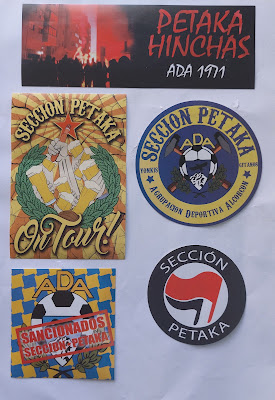 PETAKA
HINCHAS
ADA 1971
SECCION PETAKA
On Tour!
SECCION PETAKA
ADA
AGRUPACION DEPORTIVA ALCORCON
ADA
SANCIONADOS
SECCION PETAKA
SECCIÓN
PETAKA